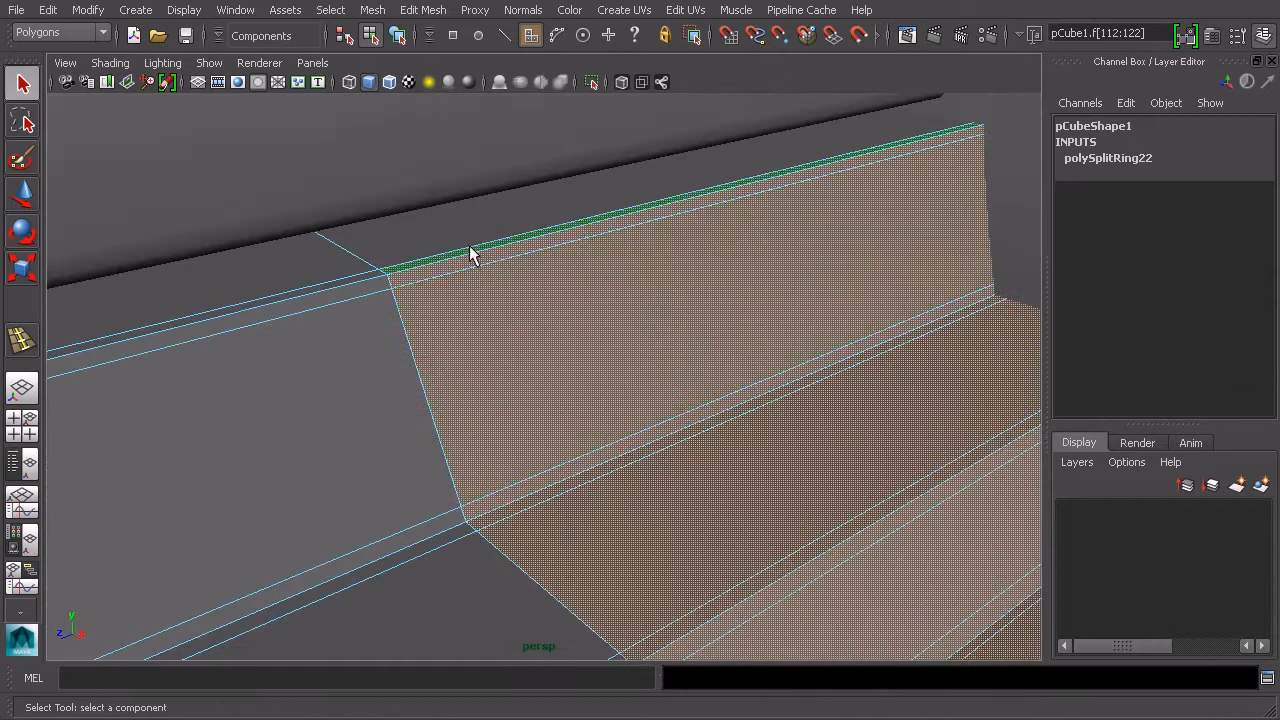 File Edit Modify Create Display Window Assets Select Mesh Edit Mesh Proxy Normals Color Create UVs Edit UVs Muscle Pipeline Cache Help
Polygons Components pCube1.f[112:122]
View Shading Lighting Show Renderer Panels
Channel Box / Layer Editor
Channels Edit Object Show
pCubeShape1
INPUTS
polySplitRing22
Display Render Anim
Layers Options Help
y
z x
persp
MEL
Select Tool: select a component